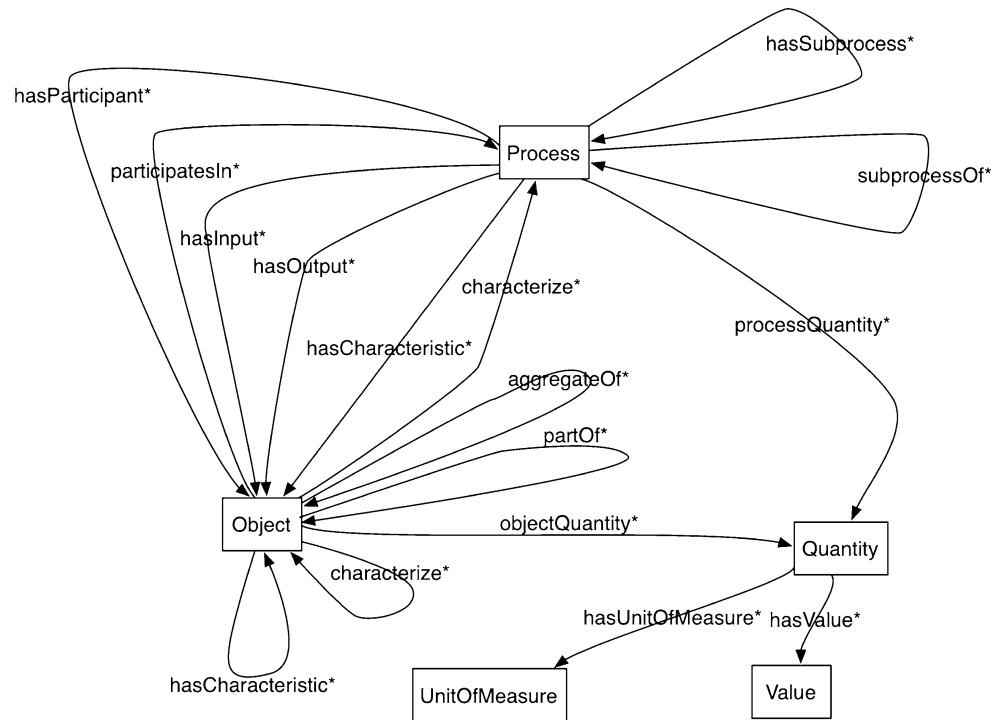 hasSubprocess*
hasParticipant*
Process
participatesIn*
subprocessOf*
hasInput*
hasOutput*
characterize*
processQuantity*
hasCharacteristic*
aggregateOf*
partOf*
Object
objectQuantity*
Quantity
characterize*
hasUnitOfMeasure*
hasValue*
hasCharacteristic*
UnitOfMeasure
Value